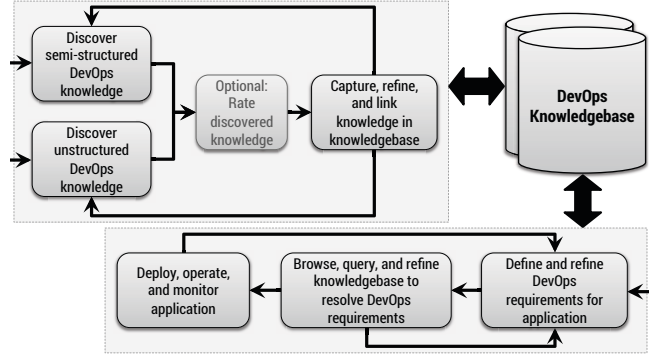 Discover
semi-structured
DevOps
knowledge
Optional:
Rate
discovered
knowledge
Capture, refine,
and link
knowledge in
knowledgebase
DevOps
Knowledgebase
Discover
unstructured
DevOps
knowledge
Deploy, operate,
and monitor
application
Browse, query, and refine
knowledgebase to
resolve DevOps
requirements
Define and refine
DevOps
requirements for
application